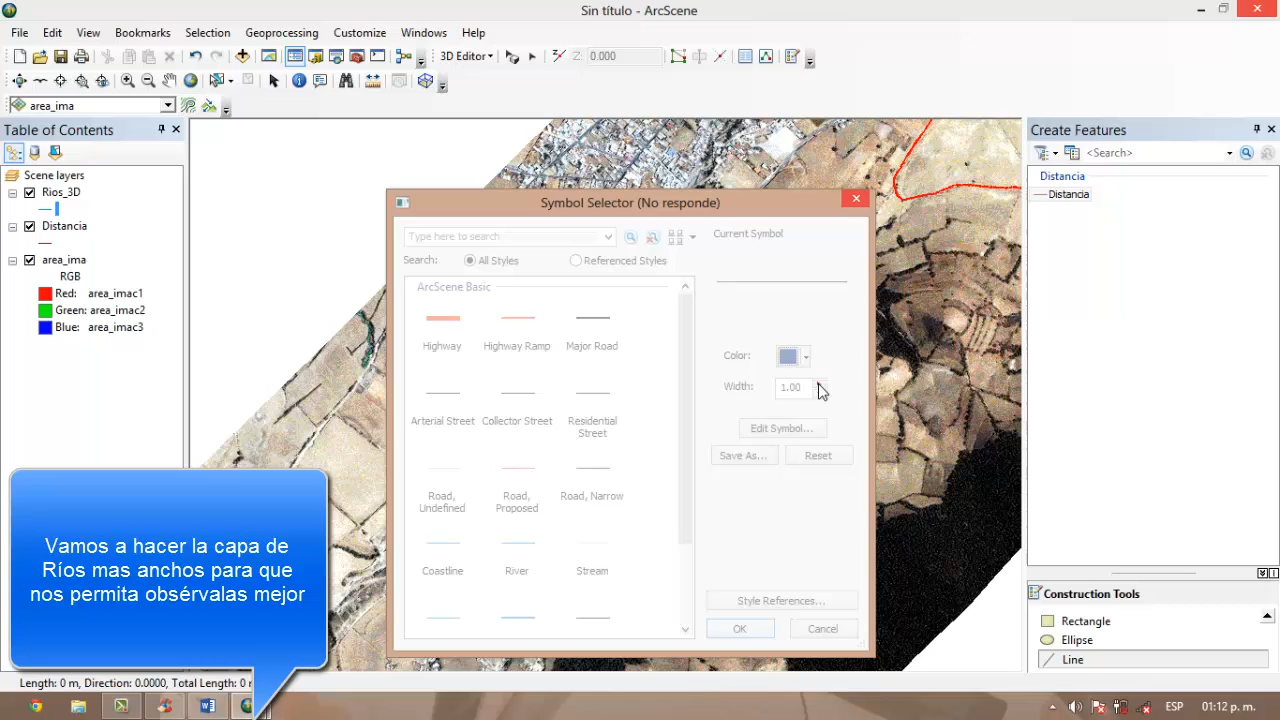 Sin título - ArcScene
File Edit View Bookmarks Selection Geoprocessing Customize Windows Help
3D Editor Z: 0.000
area_ima
Table of Contents
Scene layers
Rios_3D
Distancia
area_ima
RGB
Red: area_imac1
Green: area_imac2
Blue: area_imac3
Symbol Selector (No responde)
Type here to search
Search: All Styles Referenced Styles
ArcScene Basic
Highway Highway Ramp Major Road
Arterial Street Collector Street Residential Street
Road, Undefined Road, Proposed Road, Narrow
Coastline River Stream
Current Symbol
Color:
Width: 1.00
Edit Symbol...
Save As... Reset
Style References...
OK Cancel
Create Features
<Search>
Distancia
Distancia
Construction Tools
Rectangle
Ellipse
Line
Vamos a hacer la capa de
Ríos mas anchos para que
nos permita obsérvalas mejor
Length: 0 m, Direction: 0.0000, Total Length: 0 m
ESP 01:12 p. m.